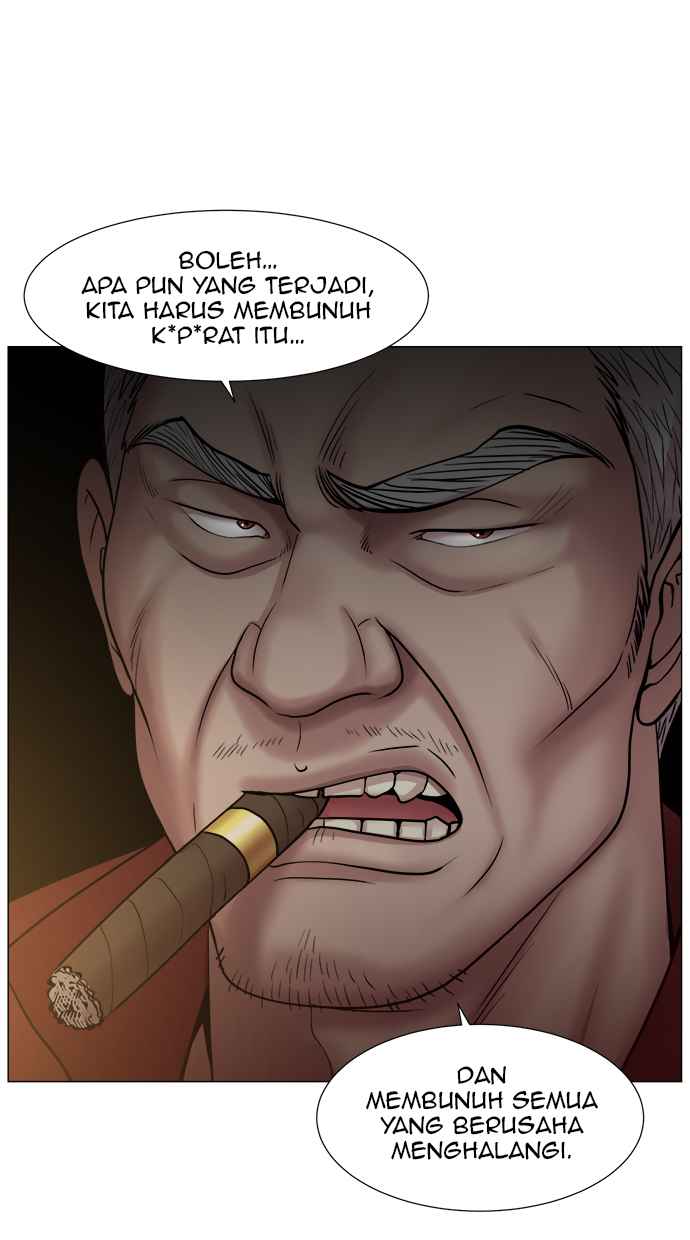 BOLEH...
APA PUN YANG TERJADI,
KITA HARUS MEMBUNUH
K*P*RAT ITU...
DAN
MEMBUNUH SEMUA
YANG BERUSAHA
MENGHALANGI.